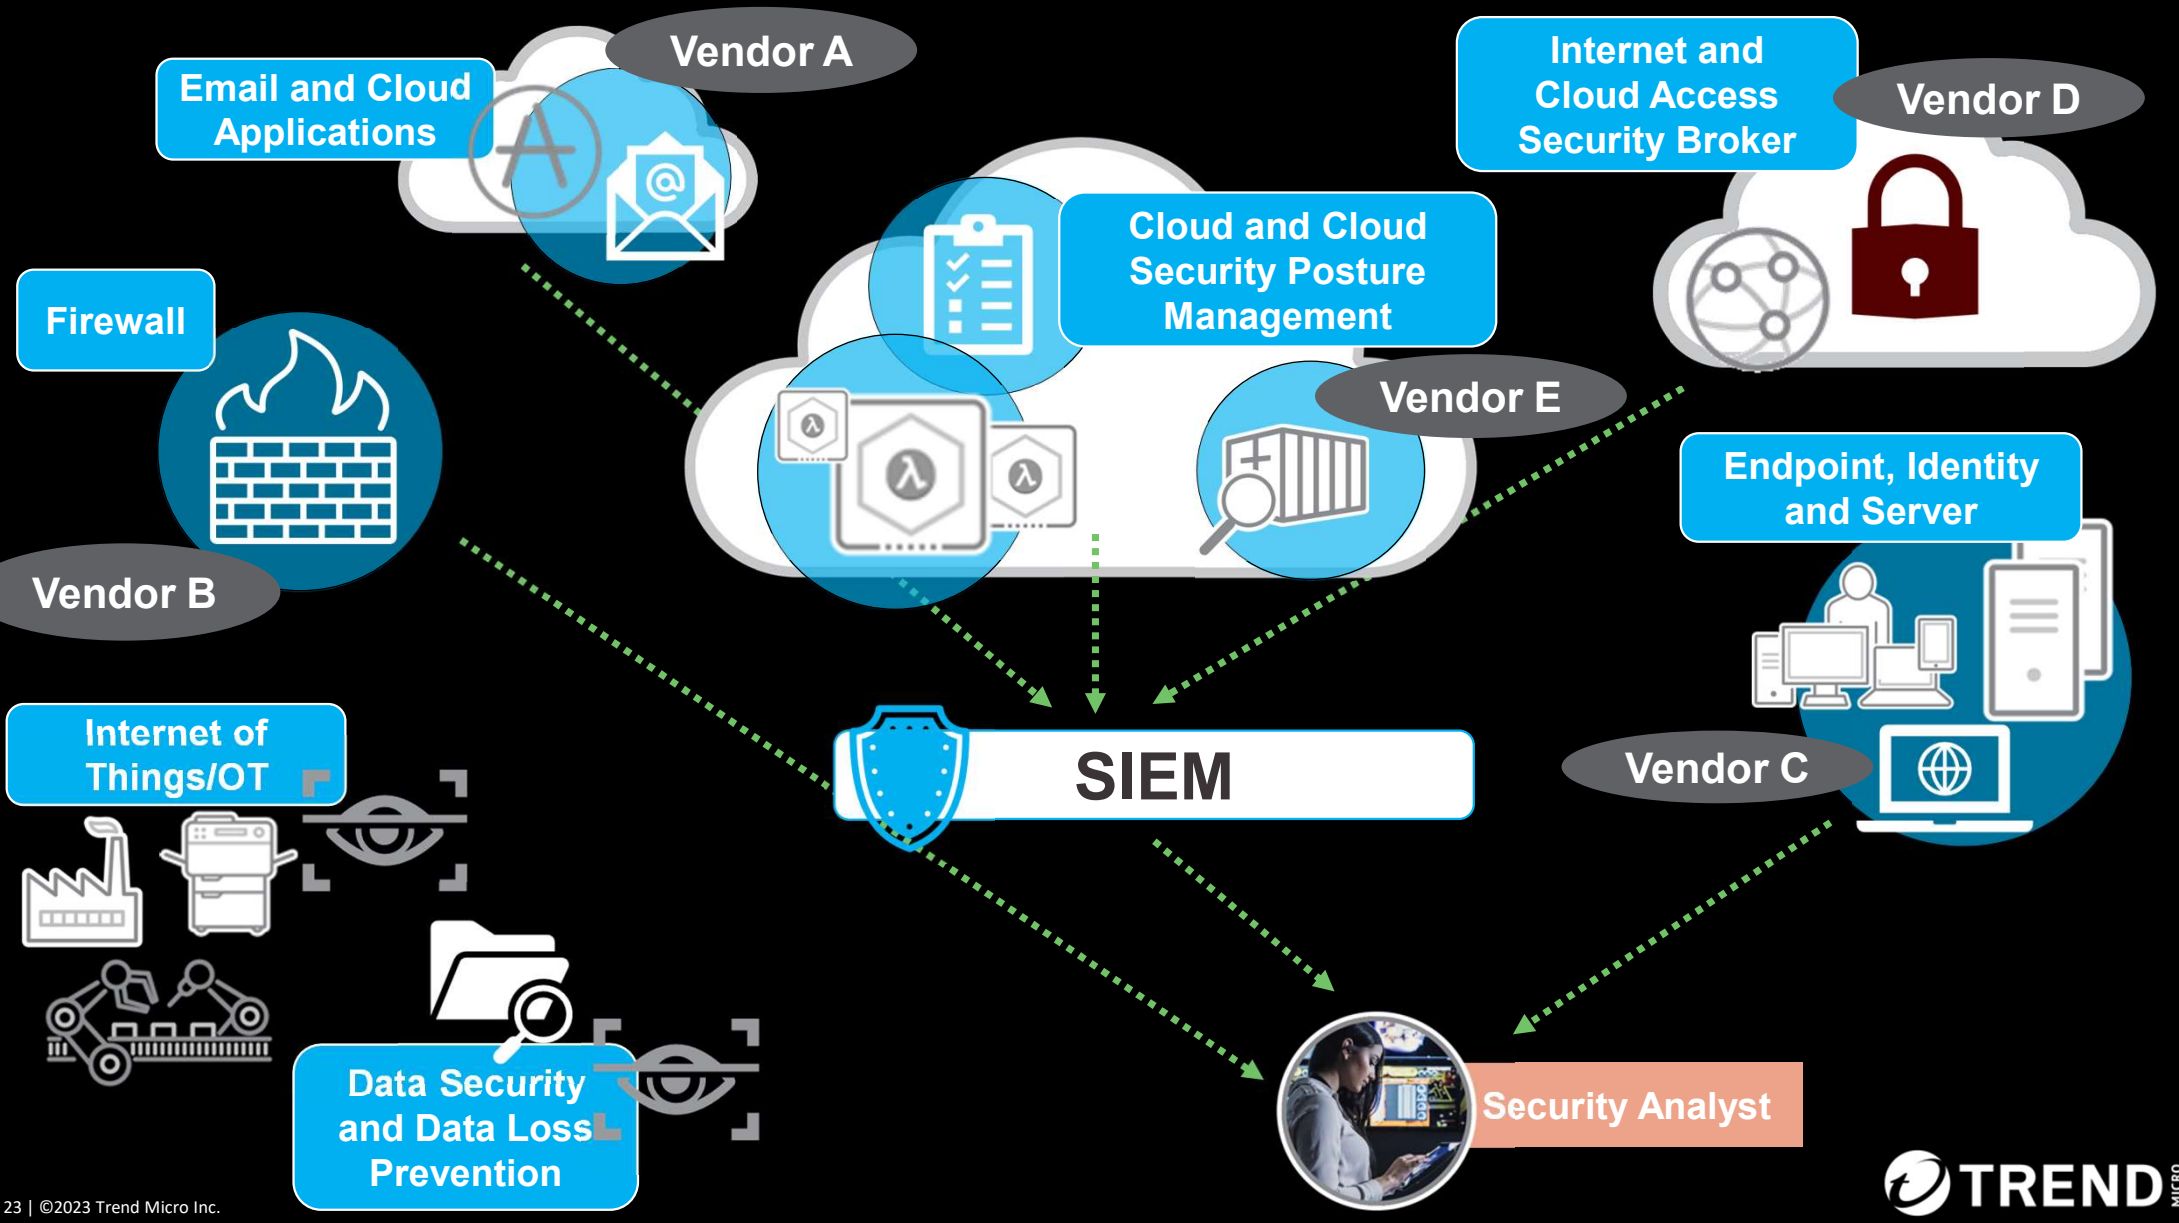 Vendor A
Email and Cloud
Applications
Internet and
Cloud Access
Security Broker
Vendor D
Cloud and Cloud
Security Posture
Management
Firewall
Vendor E
Endpoint, Identity
and Server
Vendor B
Internet of
Things/OT
SIEM
Vendor C
Data Security
and Data Loss
Prevention
Security Analyst
23 | ©2023 Trend Micro Inc.
TREND
MICRO